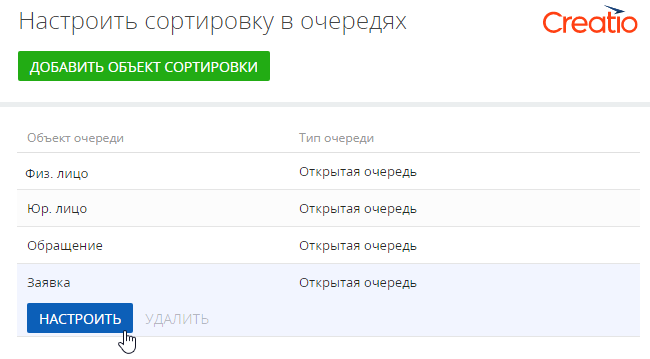 Настроить сортировку в очередях
Creatio
ДОБАВИТЬ ОБЪЕКТ СОРТИРОВКИ
Объект очереди Тип очереди
Физ. лицо Открытая очередь
Юр. лицо Открытая очередь
Обращение Открытая очередь
Заявка Открытая очередь
НАСТРОИТЬ УДАЛИТЬ